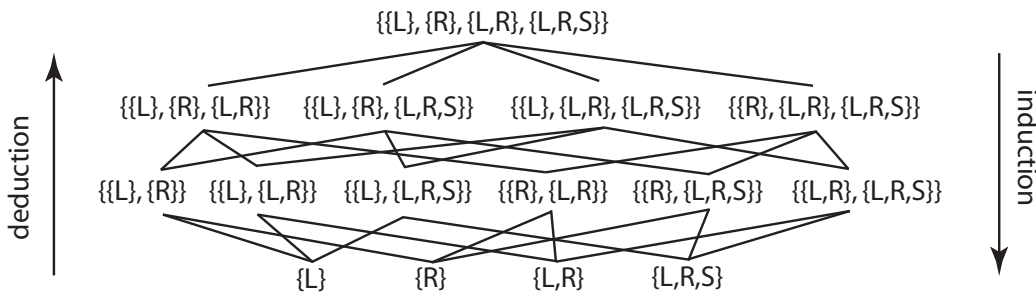 {{L}, {R}, {L,R}, {L,R,S}}
{{L}, {R}, {L,R}} {{L}, {R}, {L,R,S}} {{L}, {L,R}, {L,R,S}} {{R}, {L,R}, {L,R,S}}
{{L}, {R}} {{L}, {L,R}} {{L}, {L,R,S}} {{R}, {L,R}} {{R}, {L,R,S}} {{L,R}, {L,R,S}}
{L} {R} {L,R} {L,R,S}
deduction
induction